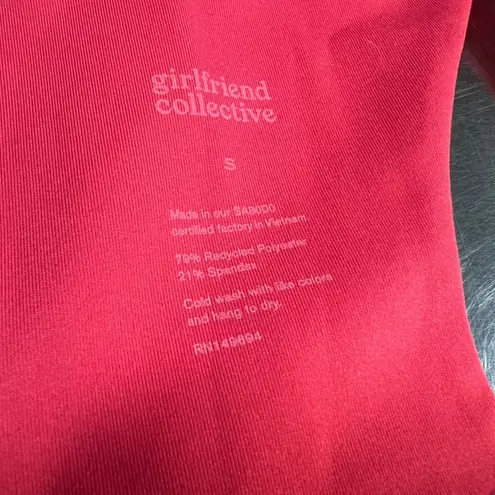 girlfriend
collective
S
Made in our SA8000
certified factory in Vietnam.
79% Recycled Polyester
21% Spandex
Cold wash with like colors
and hang to dry.
RN149694